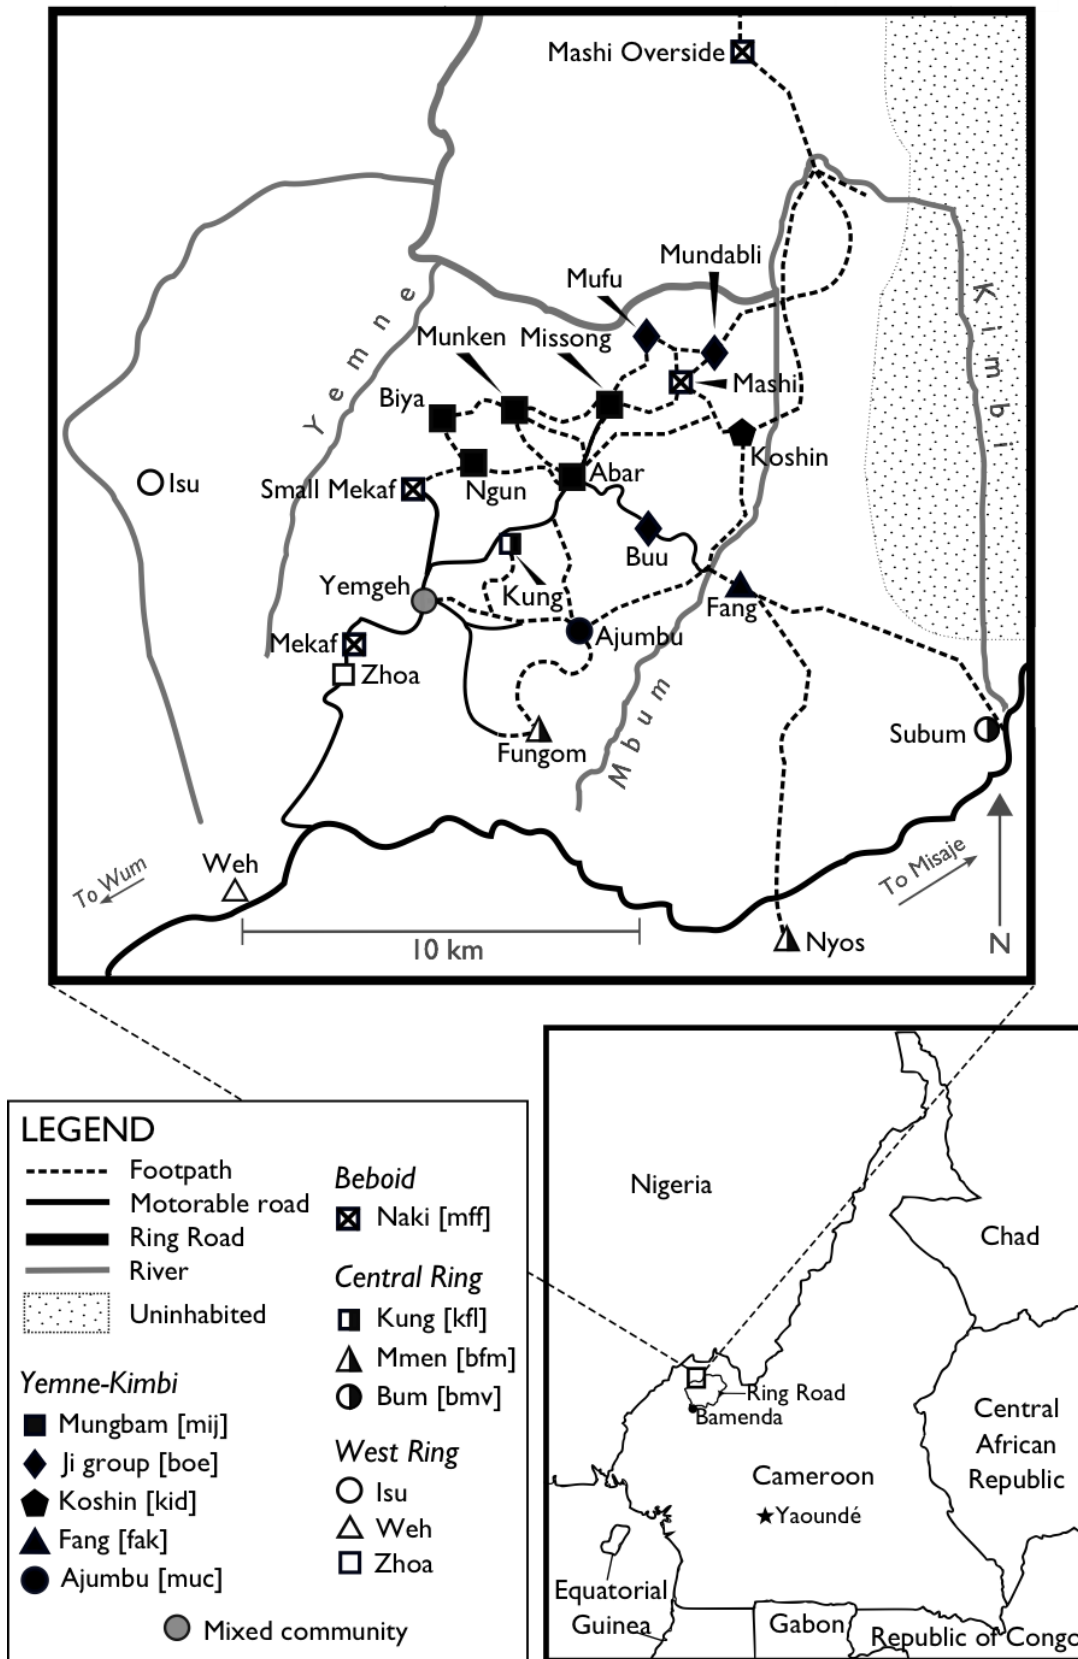 Mashi Overside
Mundabli
Mufu
Munken
Missong
Mashi
Biya
Yemne
Kimbi
Koshin
Isu
Small Mekaf
Ngun
Abar
Buu
Yemgeh
Kung
Fang
Mekaf
Ajumbu
Zhoa
Fungom
Mbum
Subum
Weh
To Wum
To Misaje
10 km
Nyos
N
LEGEND
Footpath
Motorable road
Ring Road
River
Uninhabited
Yemne-Kimbi
Mungbam [mij]
Ji group [boe]
Koshin [kid]
Fang [fak]
Ajumbu [muc]
Beboid
Naki [mff]
Central Ring
Kung [kfl]
Mmen [bfm]
Bum [bmv]
West Ring
Isu
Weh
Zhoa
Mixed community
Nigeria
Chad
Ring Road
Bamenda
Central
African
Republic
Cameroon
Yaoundé
Equatorial
Guinea
Gabon
Republic of Congo